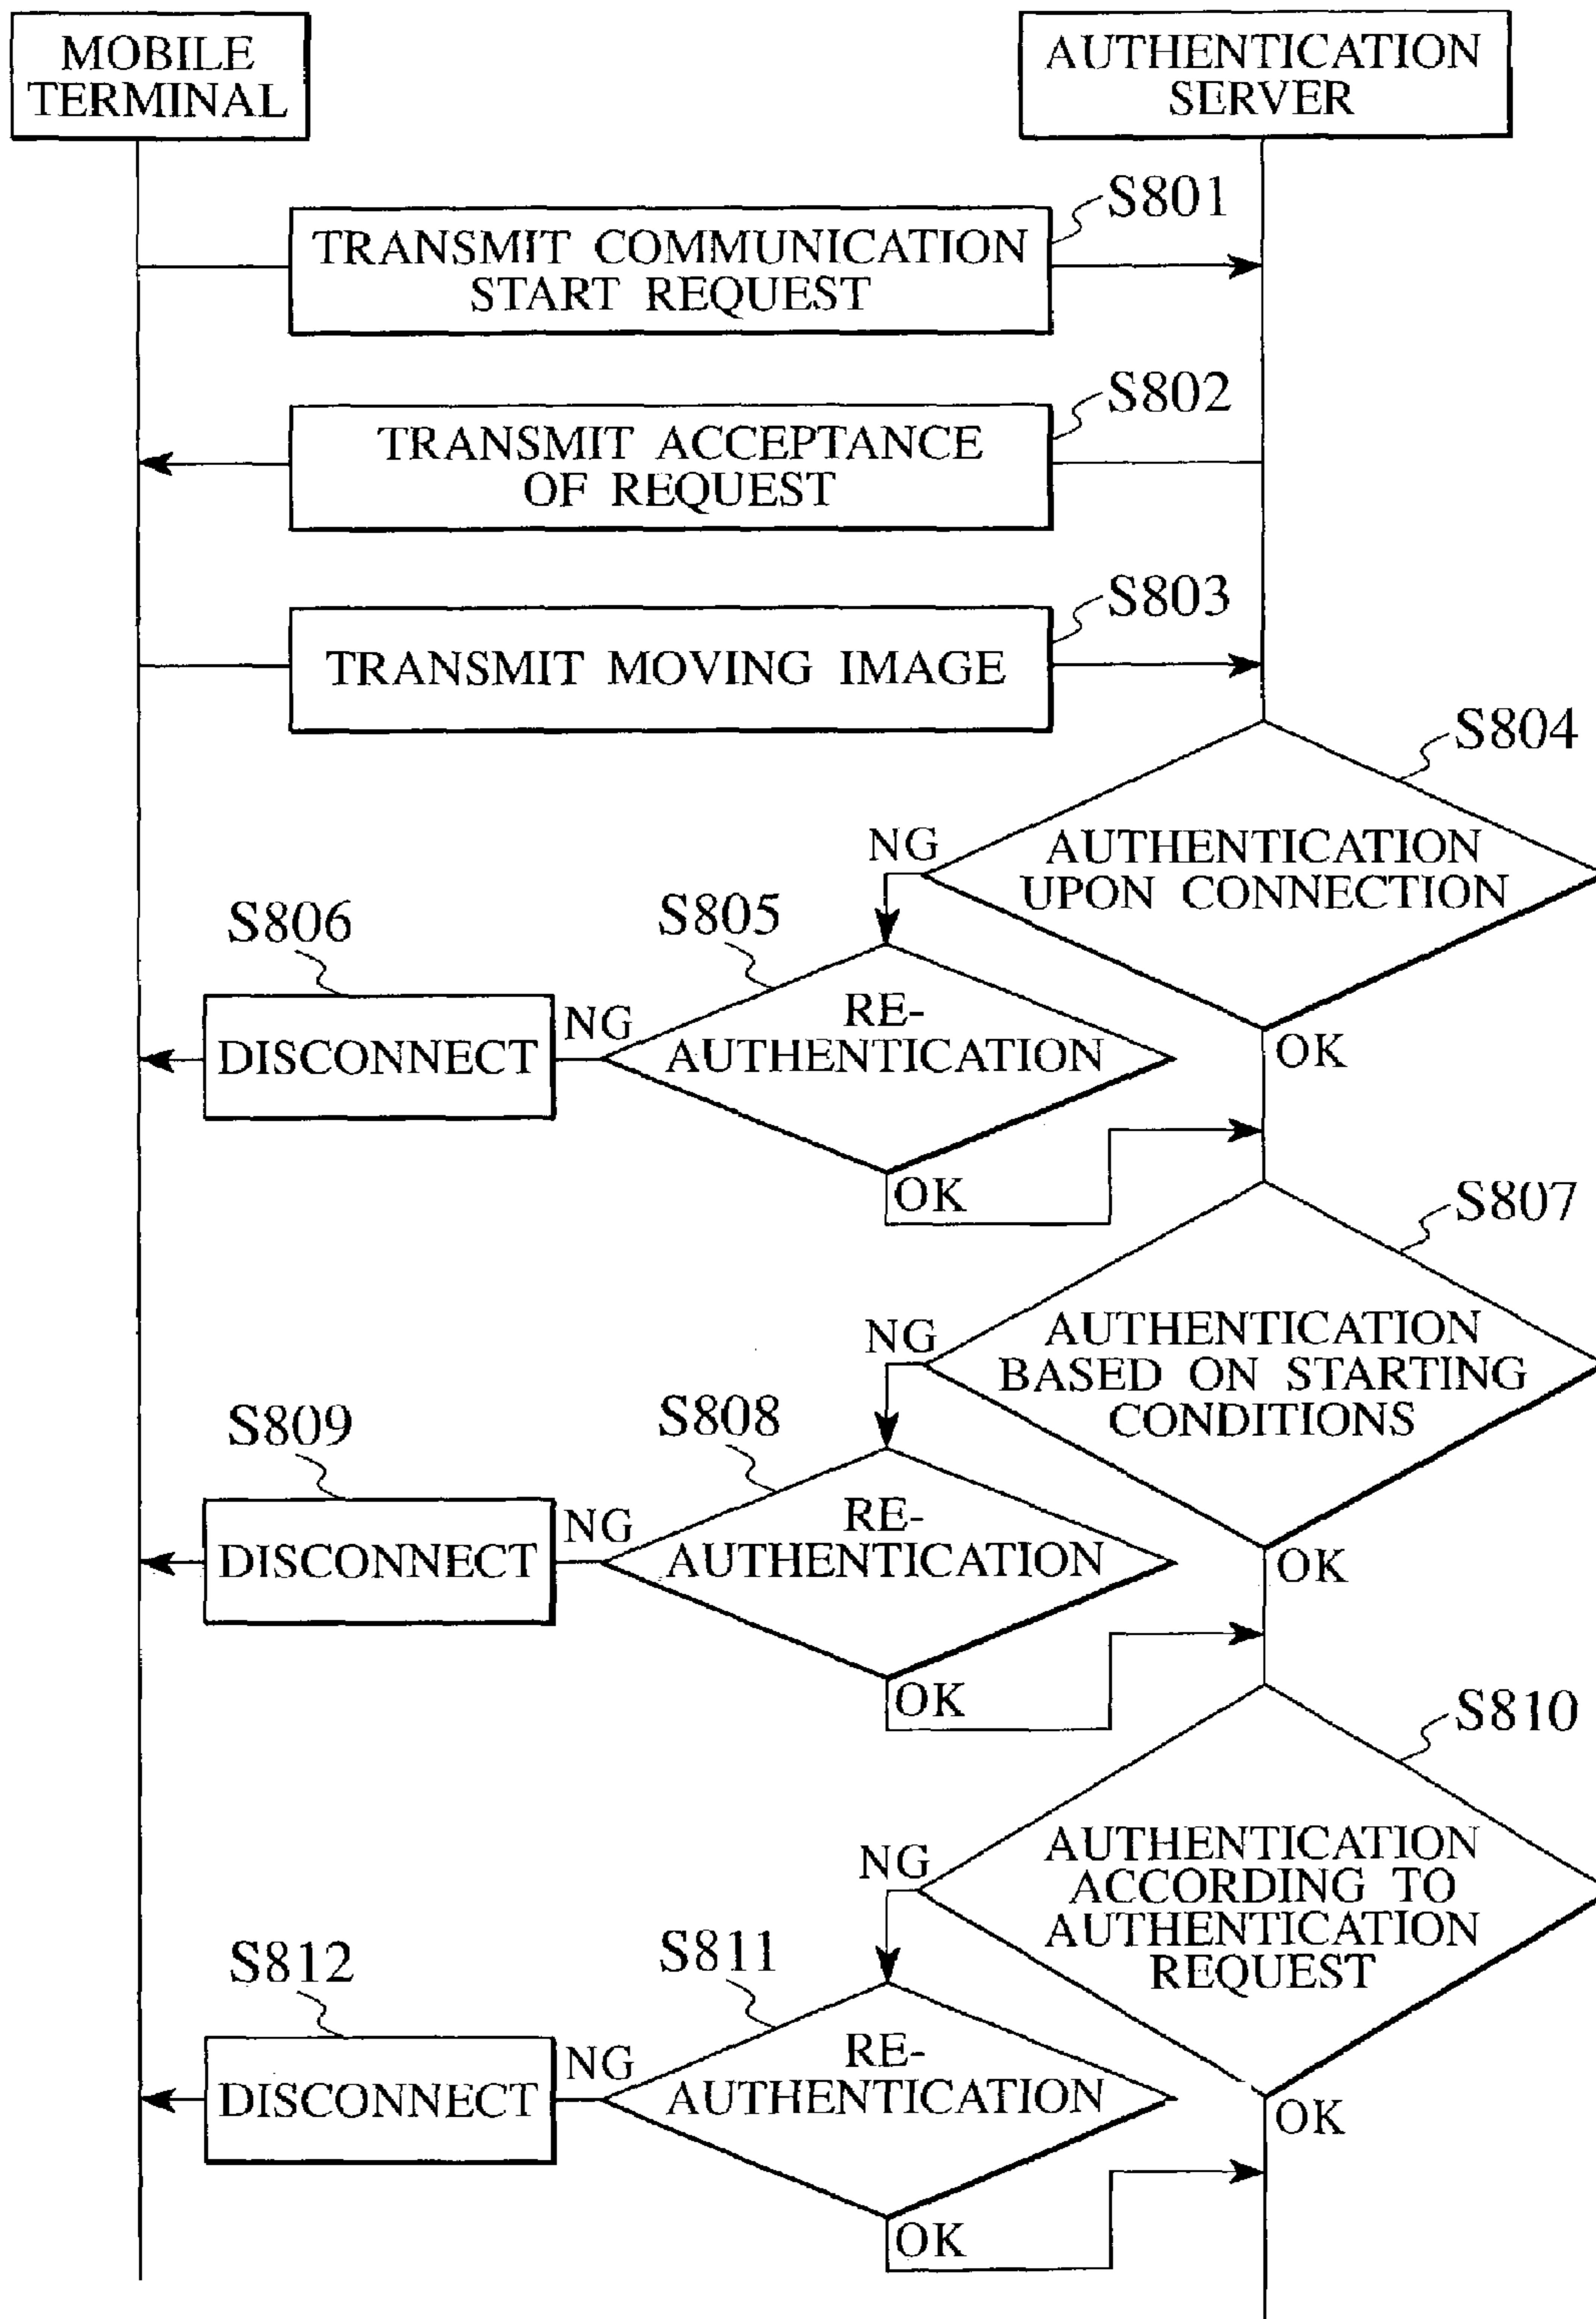 MOBILE
TERMINAL
AUTHENTICATION
SERVER
S801
TRANSMIT COMMUNICATION
START REQUEST
S802
TRANSMIT ACCEPTANCE
OF REQUEST
S803
TRANSMIT MOVING IMAGE
S804
NG
AUTHENTICATION
UPON CONNECTION
S806
S805
DISCONNECT
NG
RE-
AUTHENTICATION
OK
OK
S807
NG
AUTHENTICATION
BASED ON STARTING
CONDITIONS
S809
S808
DISCONNECT
NG
RE-
AUTHENTICATION
OK
OK
S810
NG
AUTHENTICATION
ACCORDING TO
AUTHENTICATION
REQUEST
S812
S811
DISCONNECT
NG
RE-
AUTHENTICATION
OK
OK